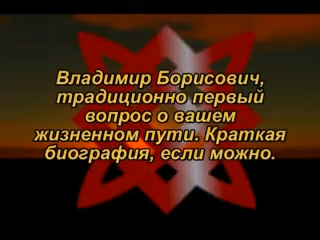 Владимир Борисович,
традиционно первый
вопрос о вашем
жизненном пути. Краткая
биография, если можно.